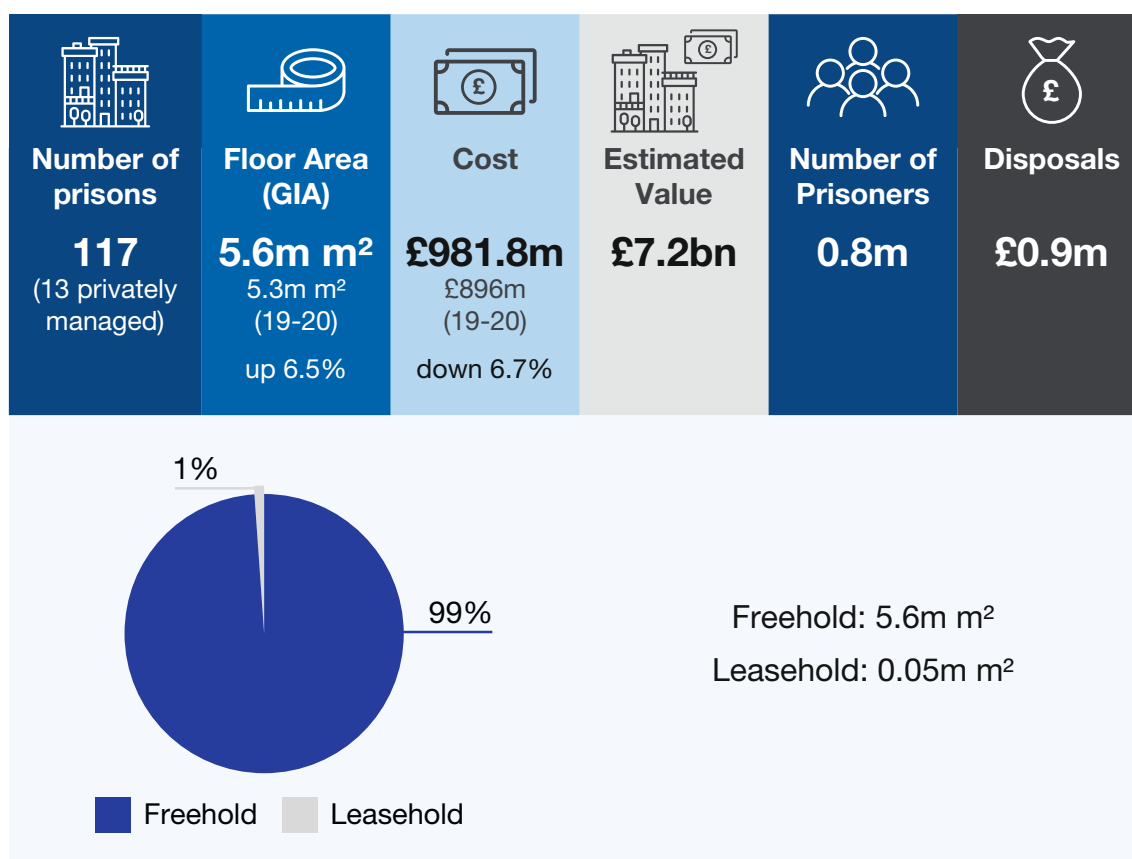 Number of
prisons
117
(13 privately
managed)
Floor Area
(GIA)
5.6m m²
5.3m m²
(19-20)
up 6.5%
£
Cost
£981.8m
£896m
(19-20)
down 6.7%
£
Estimated
Value
£7.2bn
Number of
Prisoners
0.8m
£
Disposals
£0.9m
1%
99%
Freehold: 5.6m m²
Leasehold: 0.05m m²
Freehold
Leasehold